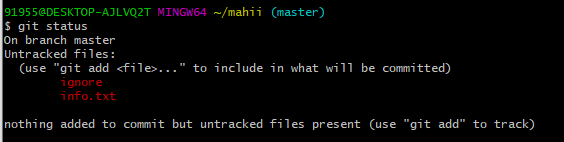 91955@DESKTOP-AJLVQ2T MINGW64 ~/mahii (master)
$ git status
On branch master
Untracked files:
  (use "git add <file>..." to include in what will be committed)
        ignore
        info.txt

nothing added to commit but untracked files present (use "git add" to track)